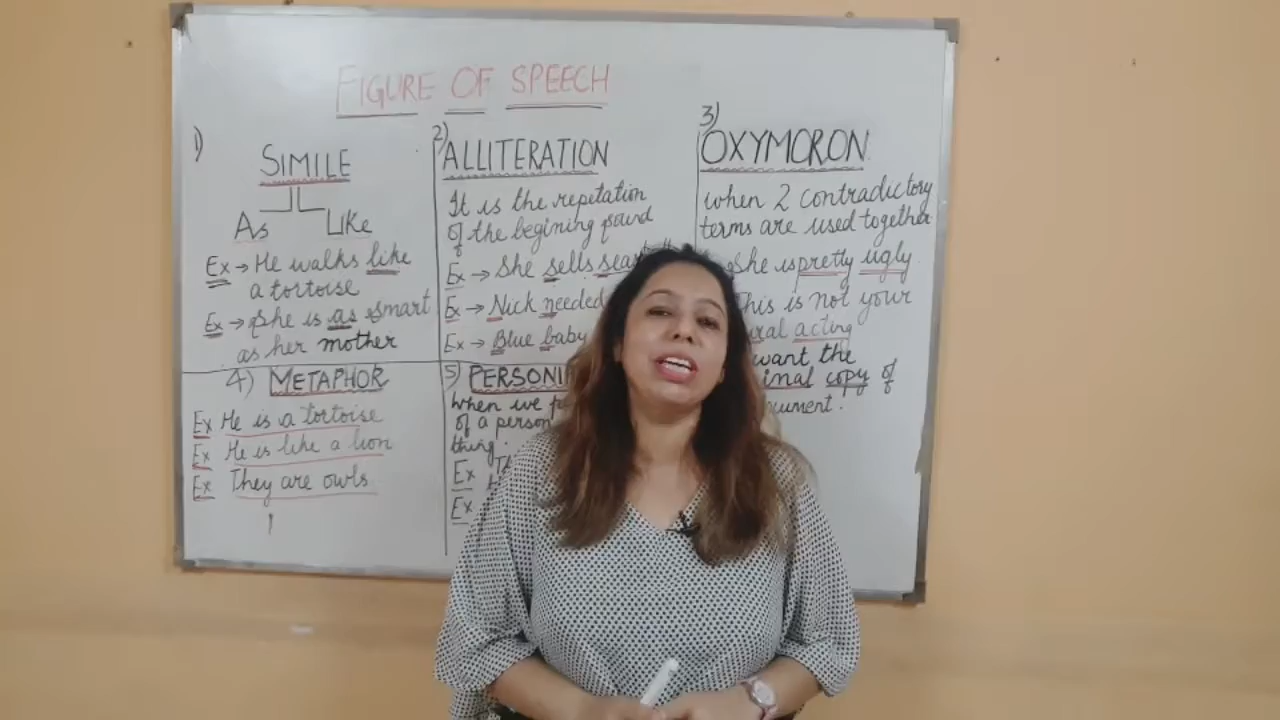 FIGURE OF SPEECH
1)
SIMILE
As Like
Ex → He walks like
a tortoise
Ex → She is as smart
as her mother
2)
ALLITERATION
It is the repetation
of the begining sound
Ex → She sells
Ex → Nick needed
Ex → Blue baby
3)
OXYMORON
when 2 contradictory
terms are used together
She is pretty ugly.
This is not your
acting
want the
copy of
4) METAPHOR
Ex He is a tortoise
Ex He is like a lion
Ex They are owls
5)
when we
of a person
thing.
Ex
Ex